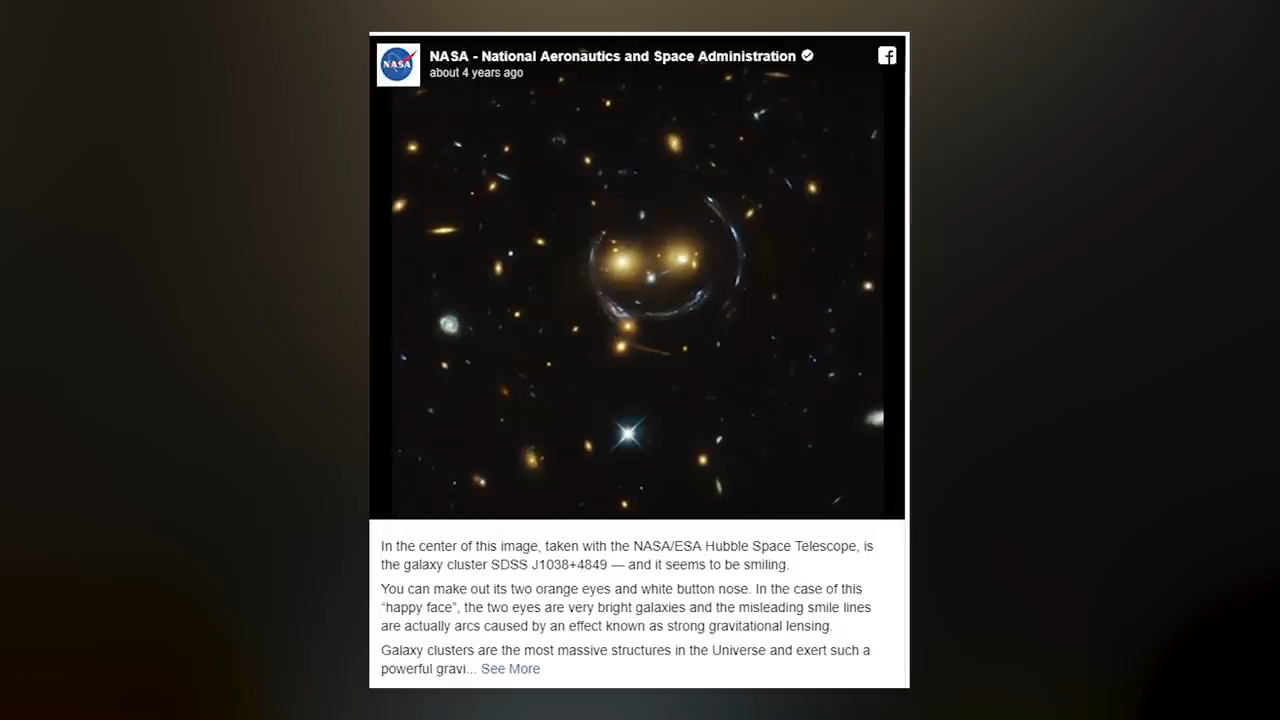 NASA
NASA - National Aeronautics and Space Administration
about 4 years ago
In the center of this image, taken with the NASA/ESA Hubble Space Telescope, is
the galaxy cluster SDSS J1038+4849 — and it seems to be smiling.
You can make out its two orange eyes and white button nose. In the case of this
“happy face”, the two eyes are very bright galaxies and the misleading smile lines
are actually arcs caused by an effect known as strong gravitational lensing.
Galaxy clusters are the most massive structures in the Universe and exert such a
powerful gravi... See More